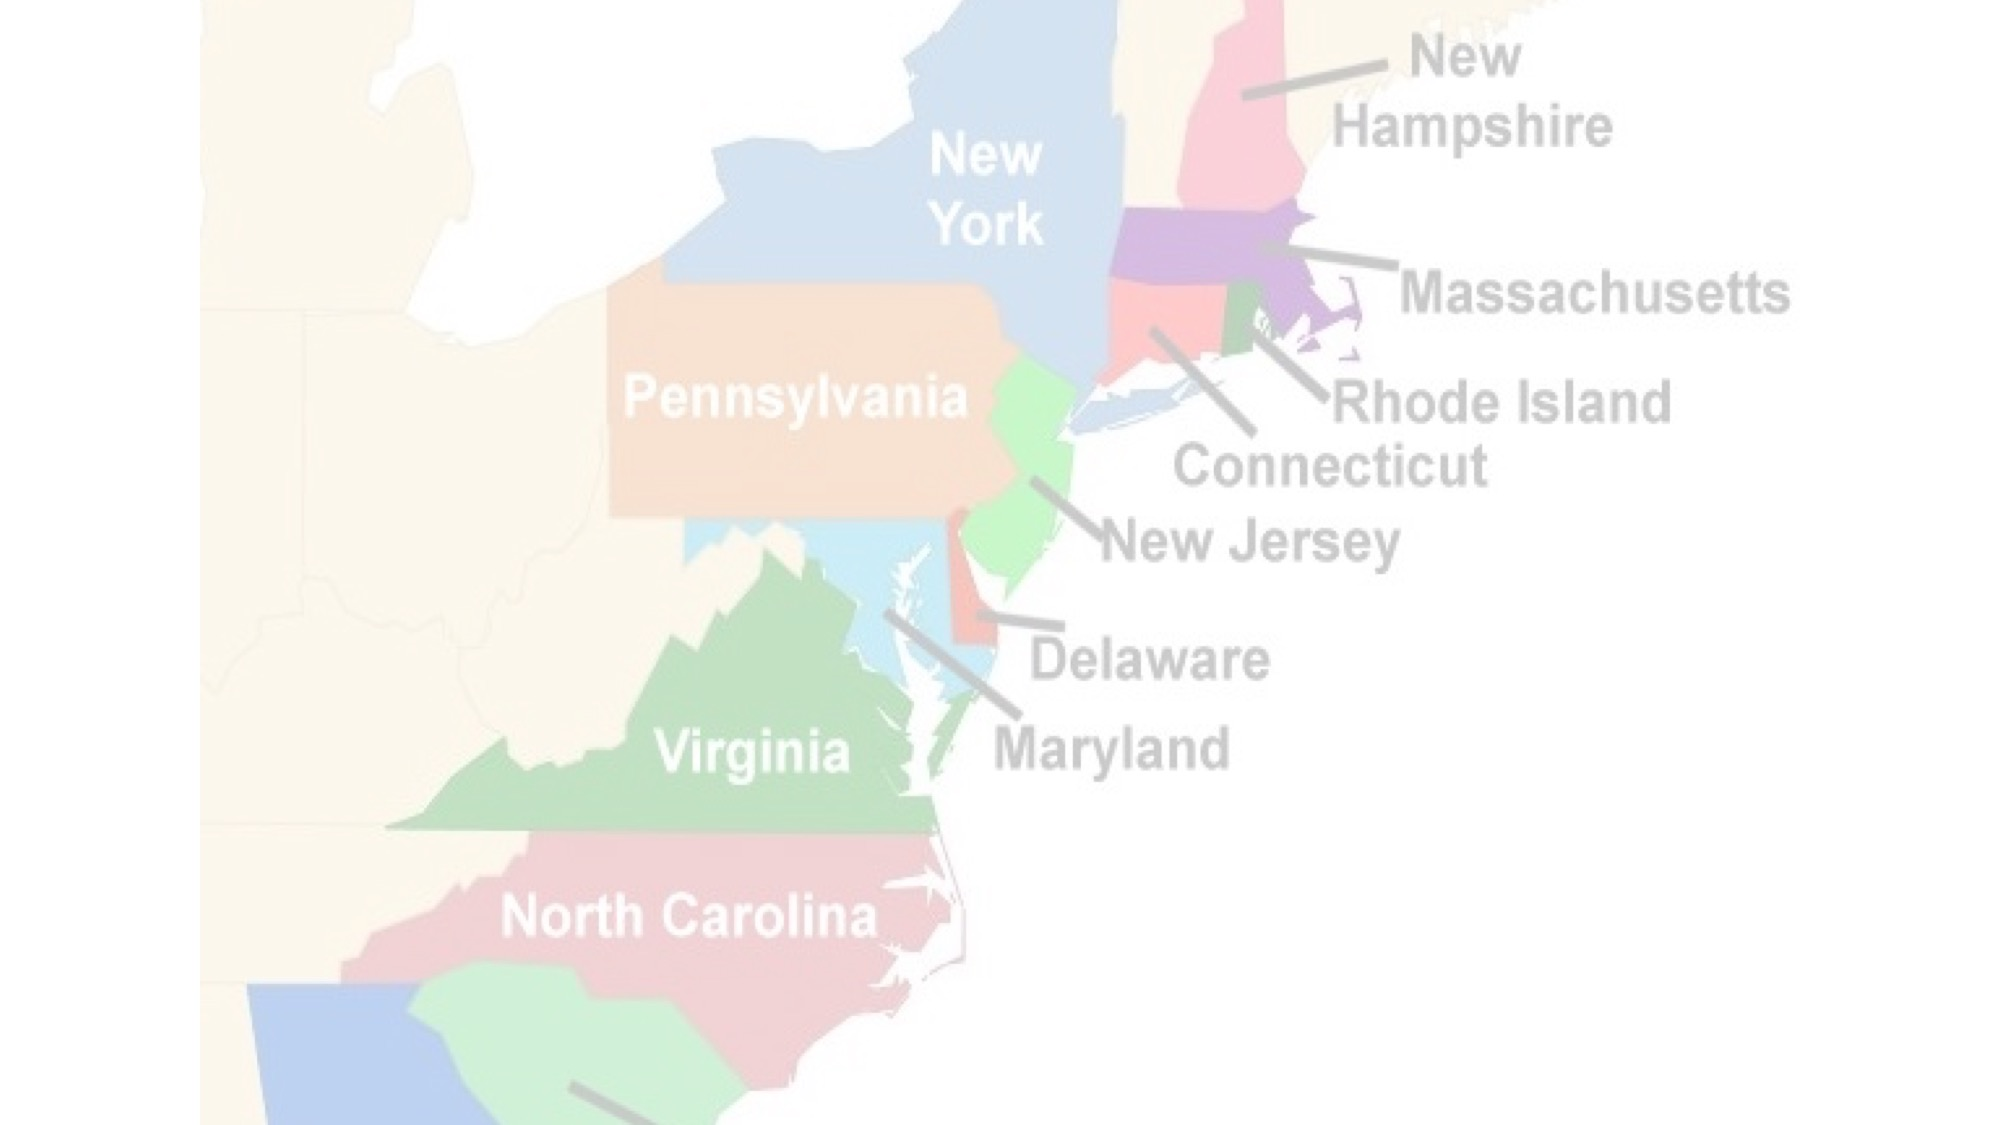 New
Hampshire
New
York
Massachusetts
Pennsylvania
Rhode Island
Connecticut
New Jersey
Delaware
Virginia
Maryland
North Carolina